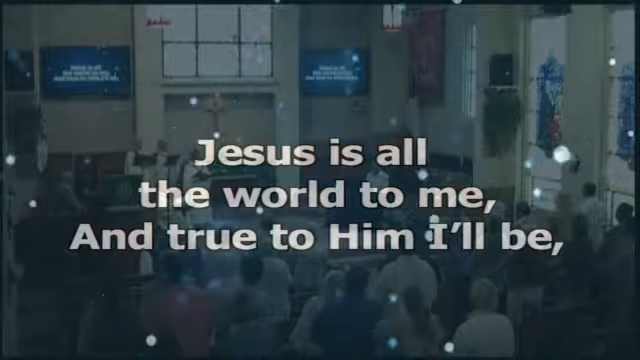 Jesus is all
the world to me,
And true to Him I'll be,